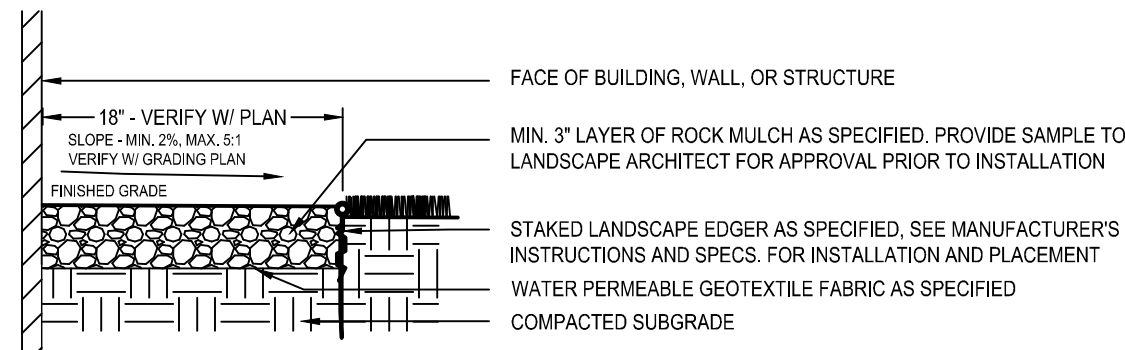 FACE OF BUILDING, WALL, OR STRUCTURE
18" - VERIFY W/ PLAN
SLOPE - MIN. 2%, MAX. 5:1
VERIFY W/ GRADING PLAN
FINISHED GRADE
MIN. 3" LAYER OF ROCK MULCH AS SPECIFIED. PROVIDE SAMPLE TO
LANDSCAPE ARCHITECT FOR APPROVAL PRIOR TO INSTALLATION
STAKED LANDSCAPE EDGER AS SPECIFIED, SEE MANUFACTURER'S
INSTRUCTIONS AND SPECS. FOR INSTALLATION AND PLACEMENT
WATER PERMEABLE GEOTEXTILE FABRIC AS SPECIFIED
COMPACTED SUBGRADE